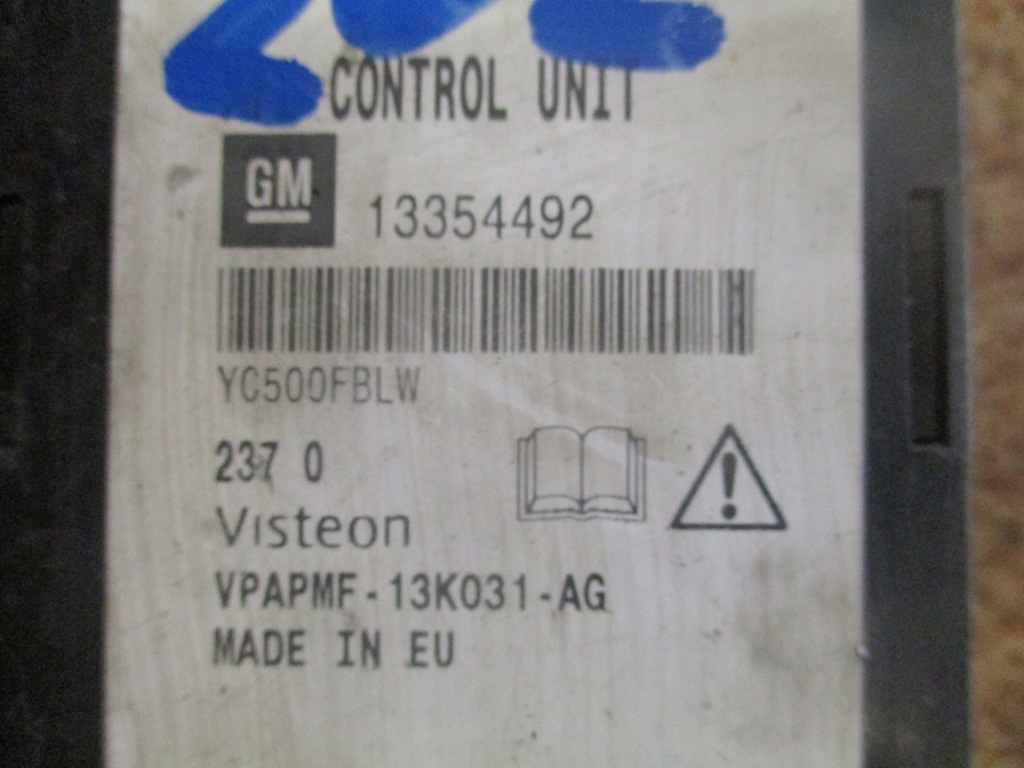 CONTROL UNIT
GM 13354492
YC500FBLW
237 0
Visteon
VPAPMF-13K031-AG
MADE IN EU